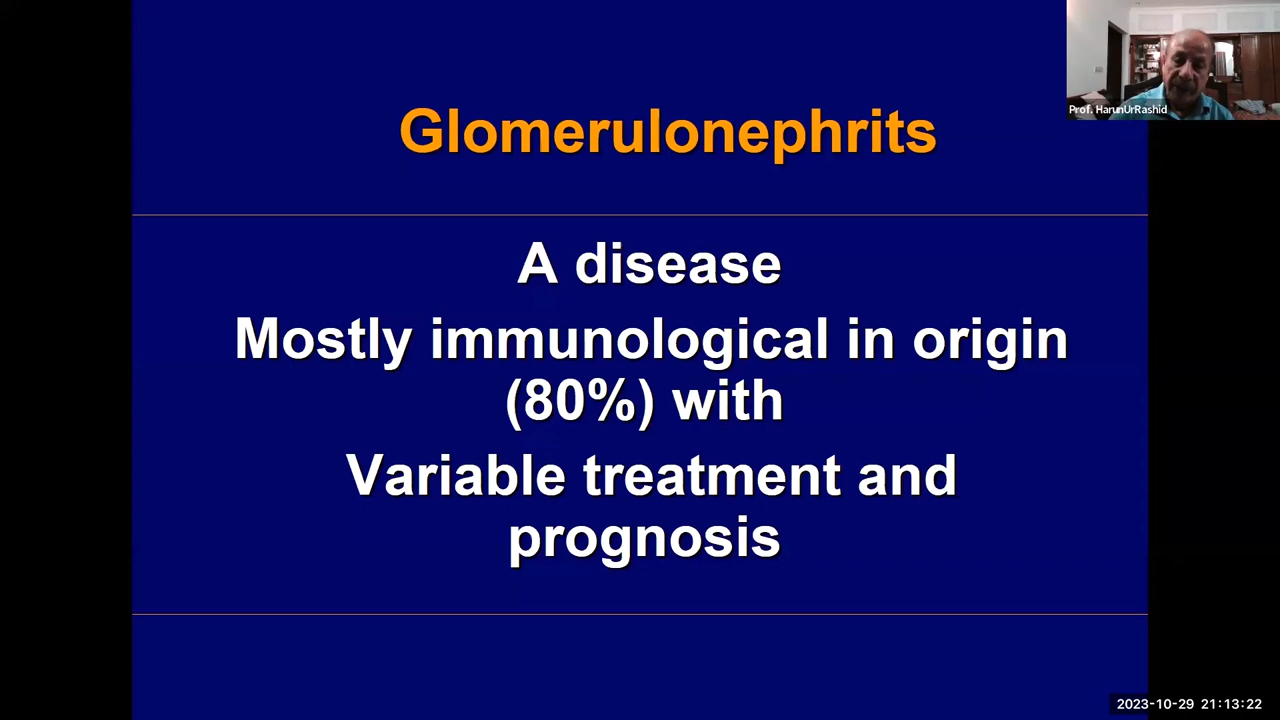 Prof. HarunUrRashid
Glomerulonephrits
A disease
Mostly immunological in origin
(80%) with
Variable treatment and
prognosis
2023-10-29 21:13:22